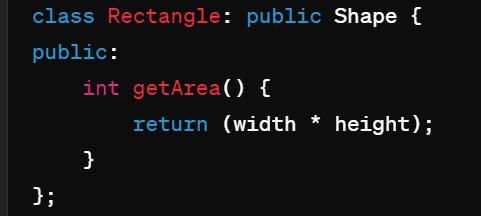 class Rectangle: public Shape {
public:
    int getArea() {
        return (width * height);
    }
};